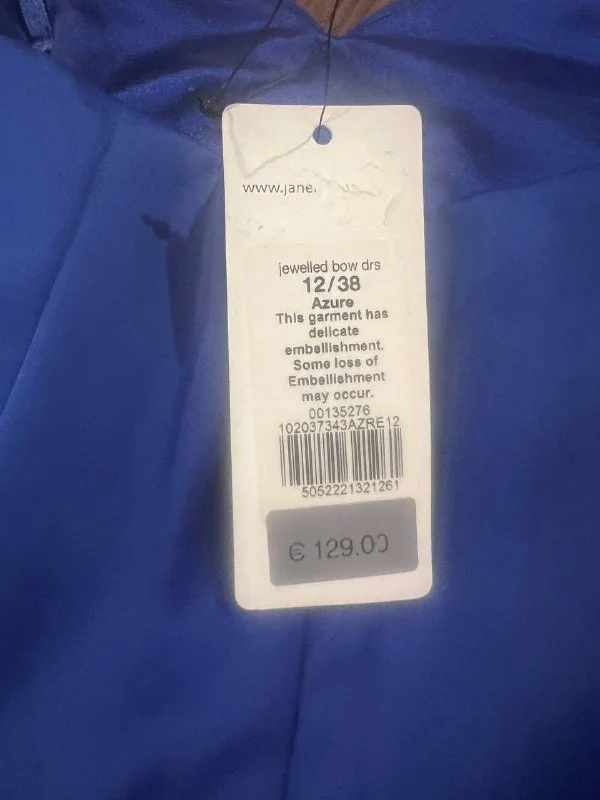 www.jane.
jewelled bow drs
12/38
Azure
This garment has
delicate
embellishment.
Some loss of
Embellishment
may occur.
00135276
102037343AZRE12
5052221321261
€ 129.00